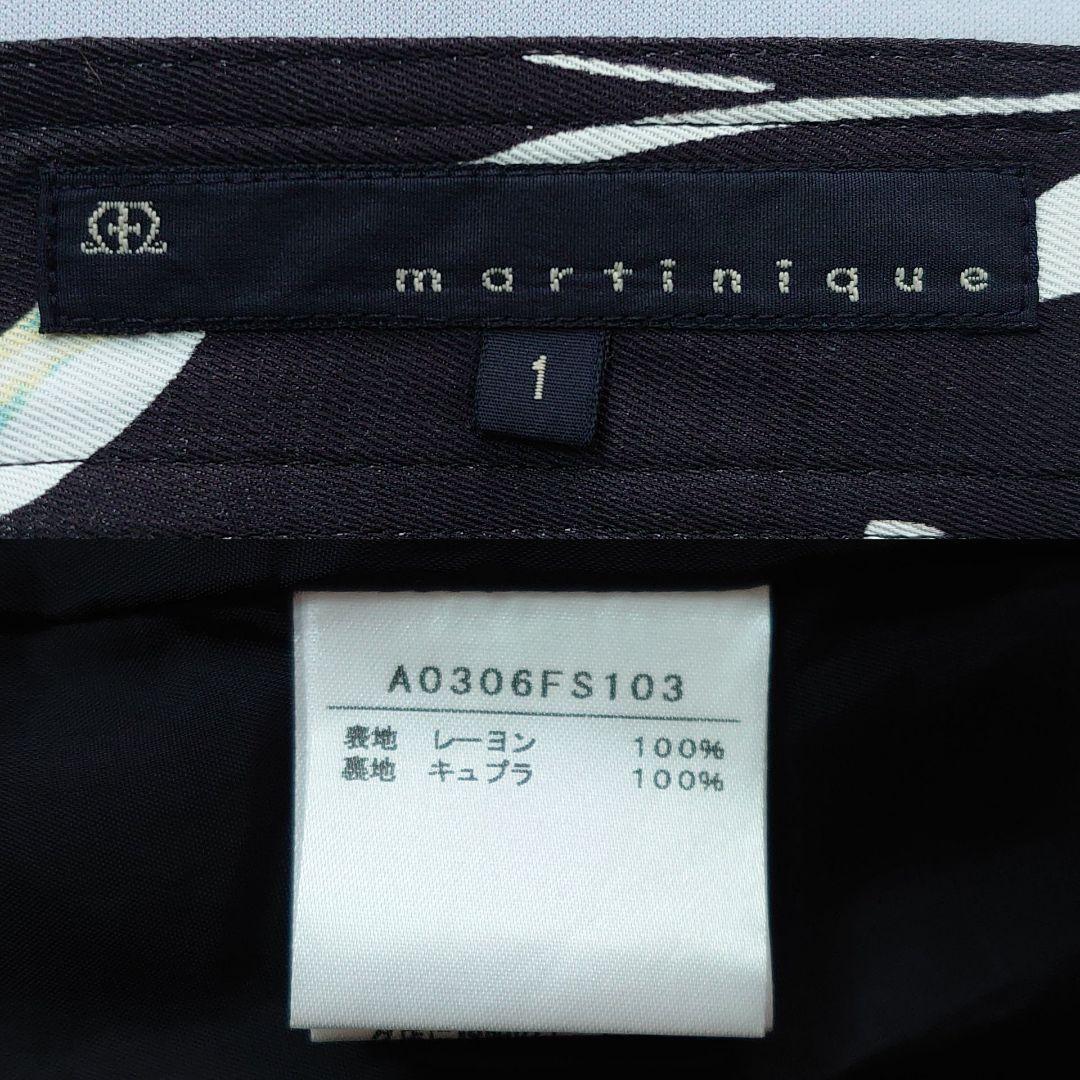 martinique
1
A0306FS103
表地 レーヨン 100%
裏地 キュプラ 100%